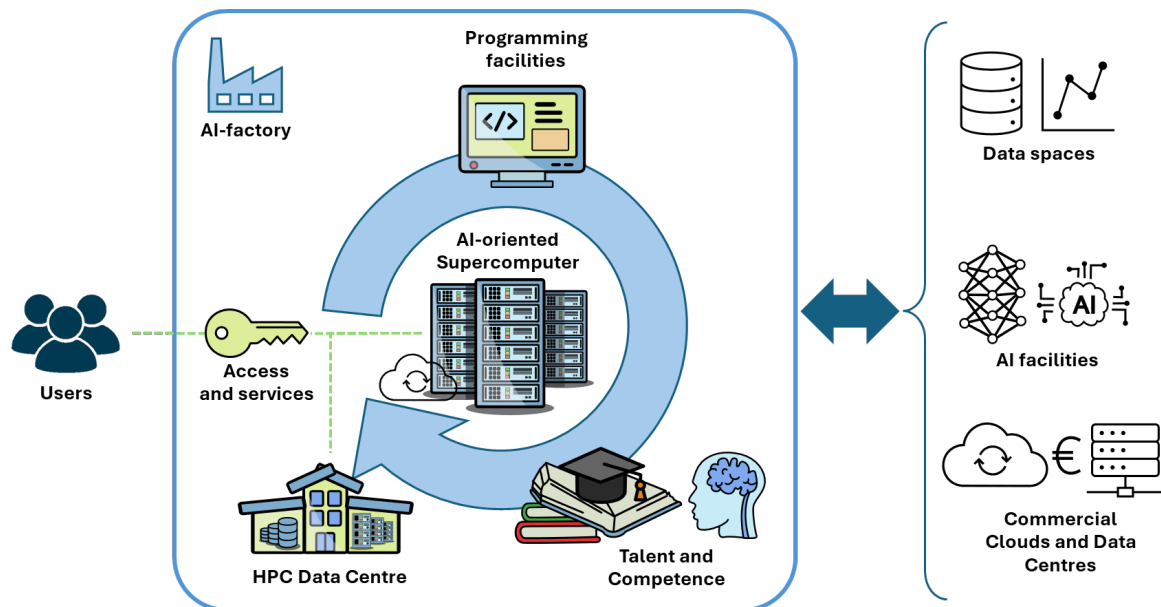 Programming
facilities
</>
AI-factory
AI-oriented
Supercomputer
Users
Access
and services
HPC Data Centre
Talent and
Competence
Data spaces
AI
AI facilities
€
Commercial
Clouds and Data
Centres